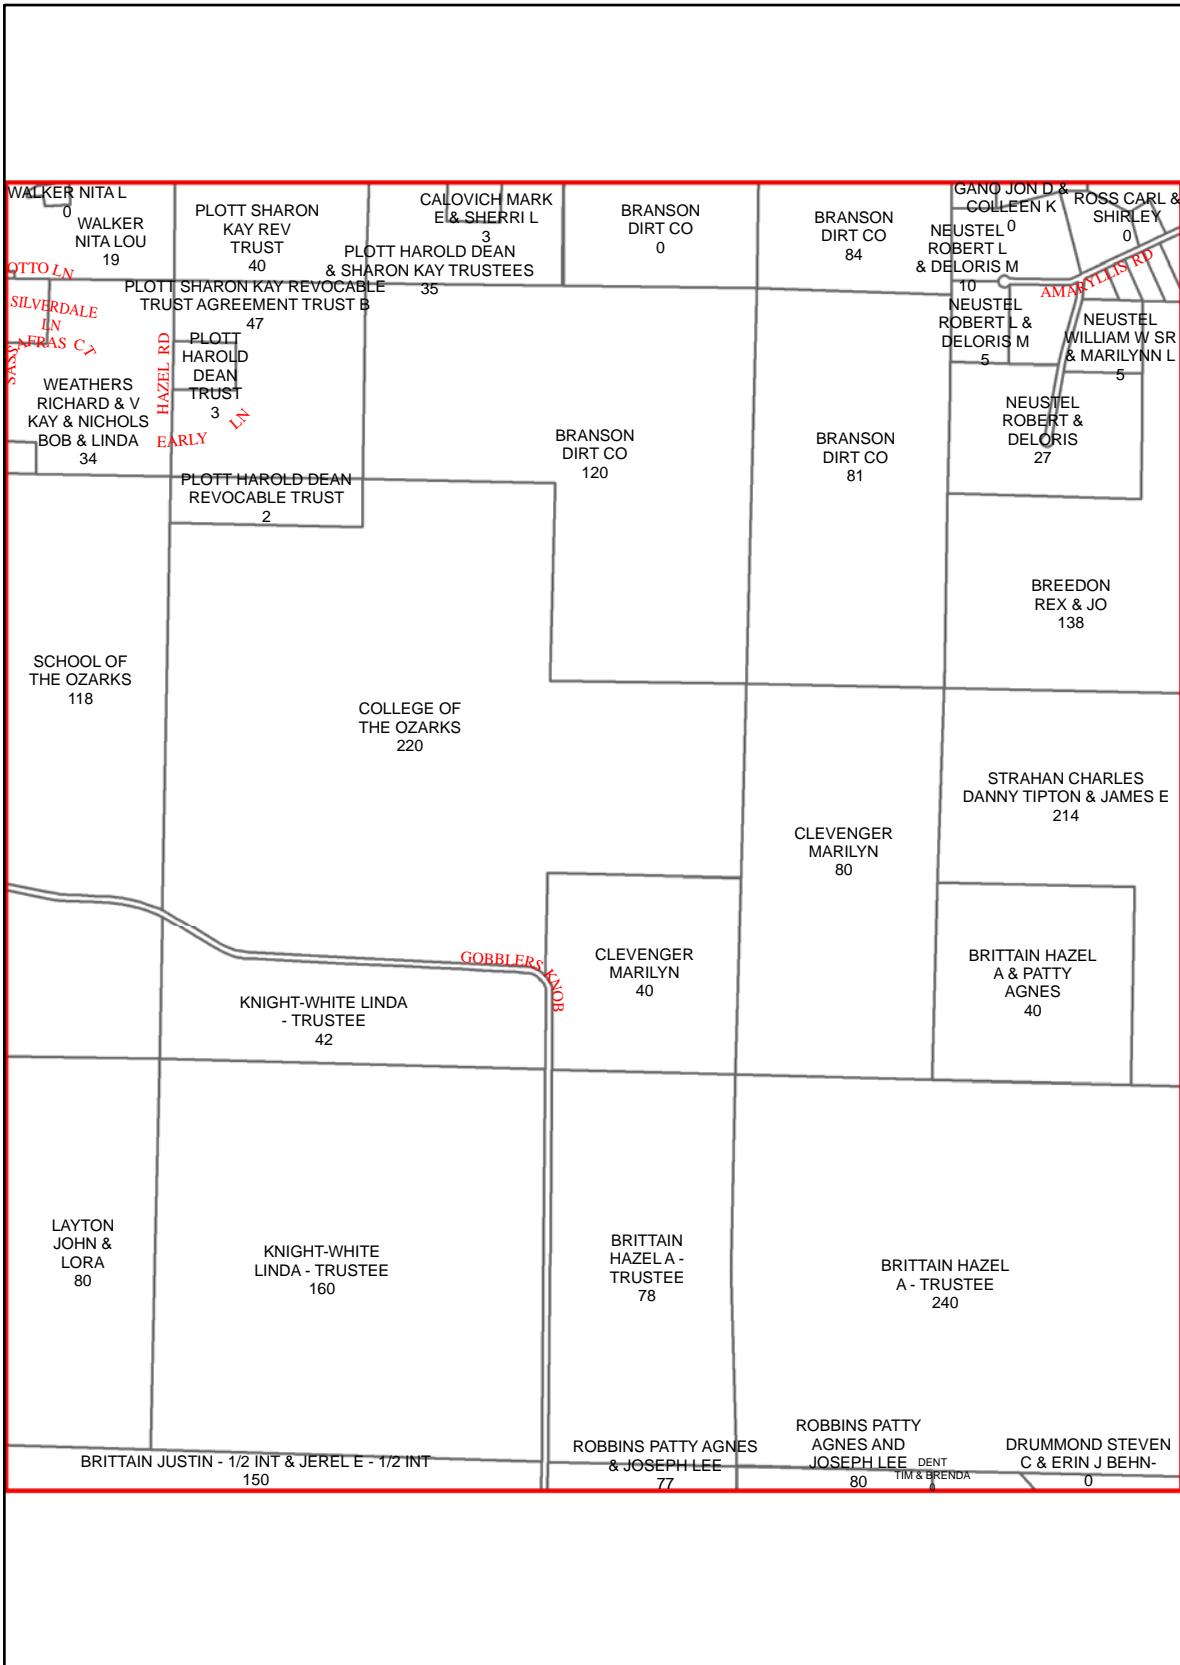 WALKER NITA L
0
WALKER
NITA LOU
19
PLOTT SHARON
KAY REV
TRUST
40
CALOVICH MARK
E & SHERRI L
3
PLOTT HAROLD DEAN
& SHARON KAY TRUSTEES
35
BRANSON
DIRT CO
0
BRANSON
DIRT CO
84
GANO JON D &
COLLEEN K
0
ROSS CARL &
SHIRLEY
0
NEUSTEL
ROBERT L
& DELORIS M
10
AMARYLLIS RD
OTTO LN
SILVERDALE
LN
SASSAFRAS CT
PLOTT SHARON KAY REVOCABLE
TRUST AGREEMENT TRUST B
47
HAZEL RD
PLOTT
HAROLD
DEAN
TRUST
3
EARLY LN
WEATHERS
RICHARD & V
KAY & NICHOLS
BOB & LINDA
34
NEUSTEL
ROBERT L &
DELORIS M
5
NEUSTEL
WILLIAM W SR
& MARILYNN L
5
NEUSTEL
ROBERT &
DELORIS
27
BRANSON
DIRT CO
120
BRANSON
DIRT CO
81
PLOTT HAROLD DEAN
REVOCABLE TRUST
2
BREEDON
REX & JO
138
SCHOOL OF
THE OZARKS
118
COLLEGE OF
THE OZARKS
220
STRAHAN CHARLES
DANNY TIPTON & JAMES E
214
CLEVENGER
MARILYN
80
CLEVENGER
MARILYN
40
BRITTAIN HAZEL
A & PATTY
AGNES
40
GOBBLERS KNOB
KNIGHT-WHITE LINDA
- TRUSTEE
42
LAYTON
JOHN &
LORA
80
KNIGHT-WHITE
LINDA - TRUSTEE
160
BRITTAIN
HAZEL A -
TRUSTEE
78
BRITTAIN HAZEL
A - TRUSTEE
240
BRITTAIN JUSTIN - 1/2 INT & JEREL E - 1/2 INT
150
ROBBINS PATTY AGNES
& JOSEPH LEE
77
ROBBINS PATTY
AGNES AND
JOSEPH LEE
80
DENT
TIM & BRENDA
0
DRUMMOND STEVEN
C & ERIN J BEHN-
0